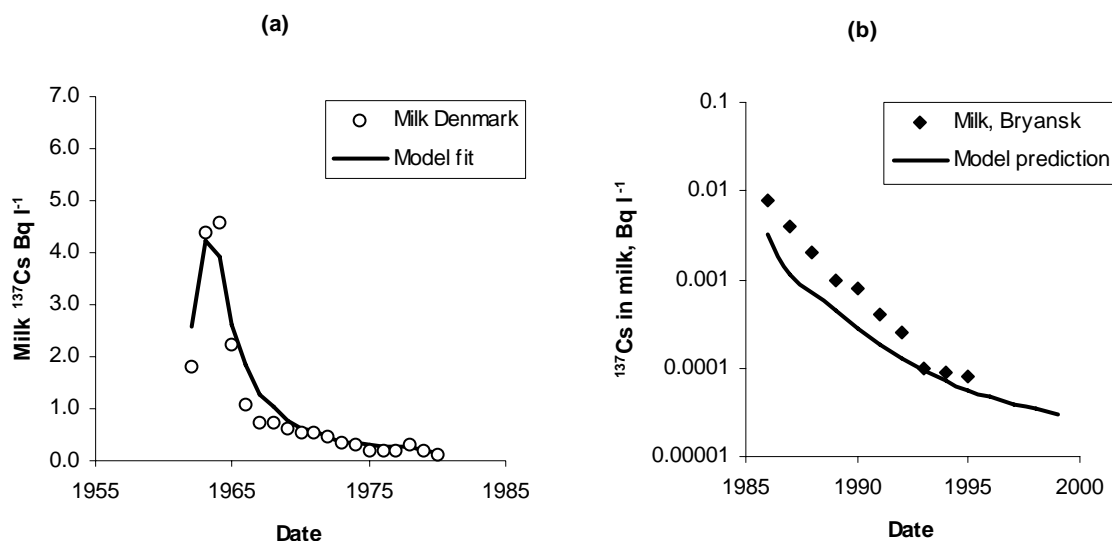 (a)
7.0
6.0
5.0
4.0
3.0
2.0
1.0
0.0
Milk ¹³⁷Cs Bq l⁻¹
Milk Denmark
Model fit
1955
1965
1975
1985
Date
(b)
0.1
0.01
0.001
0.0001
0.00001
¹³⁷Cs in milk, Bq l⁻¹
Milk, Bryansk
Model prediction
1985
1990
1995
2000
Date